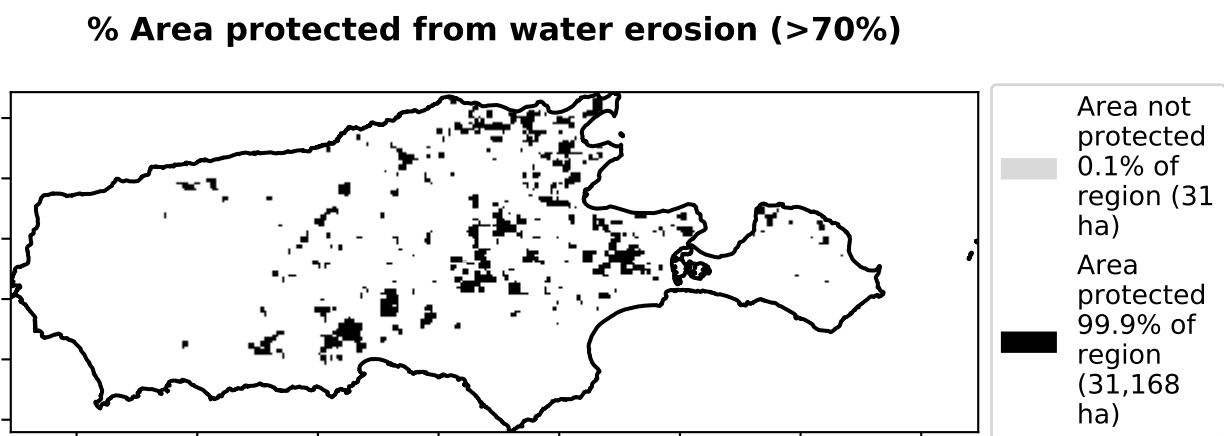 % Area protected from water erosion (>70%)
Area not
protected
0.1% of
region (31
ha)
Area
protected
99.9% of
region
(31,168
ha)